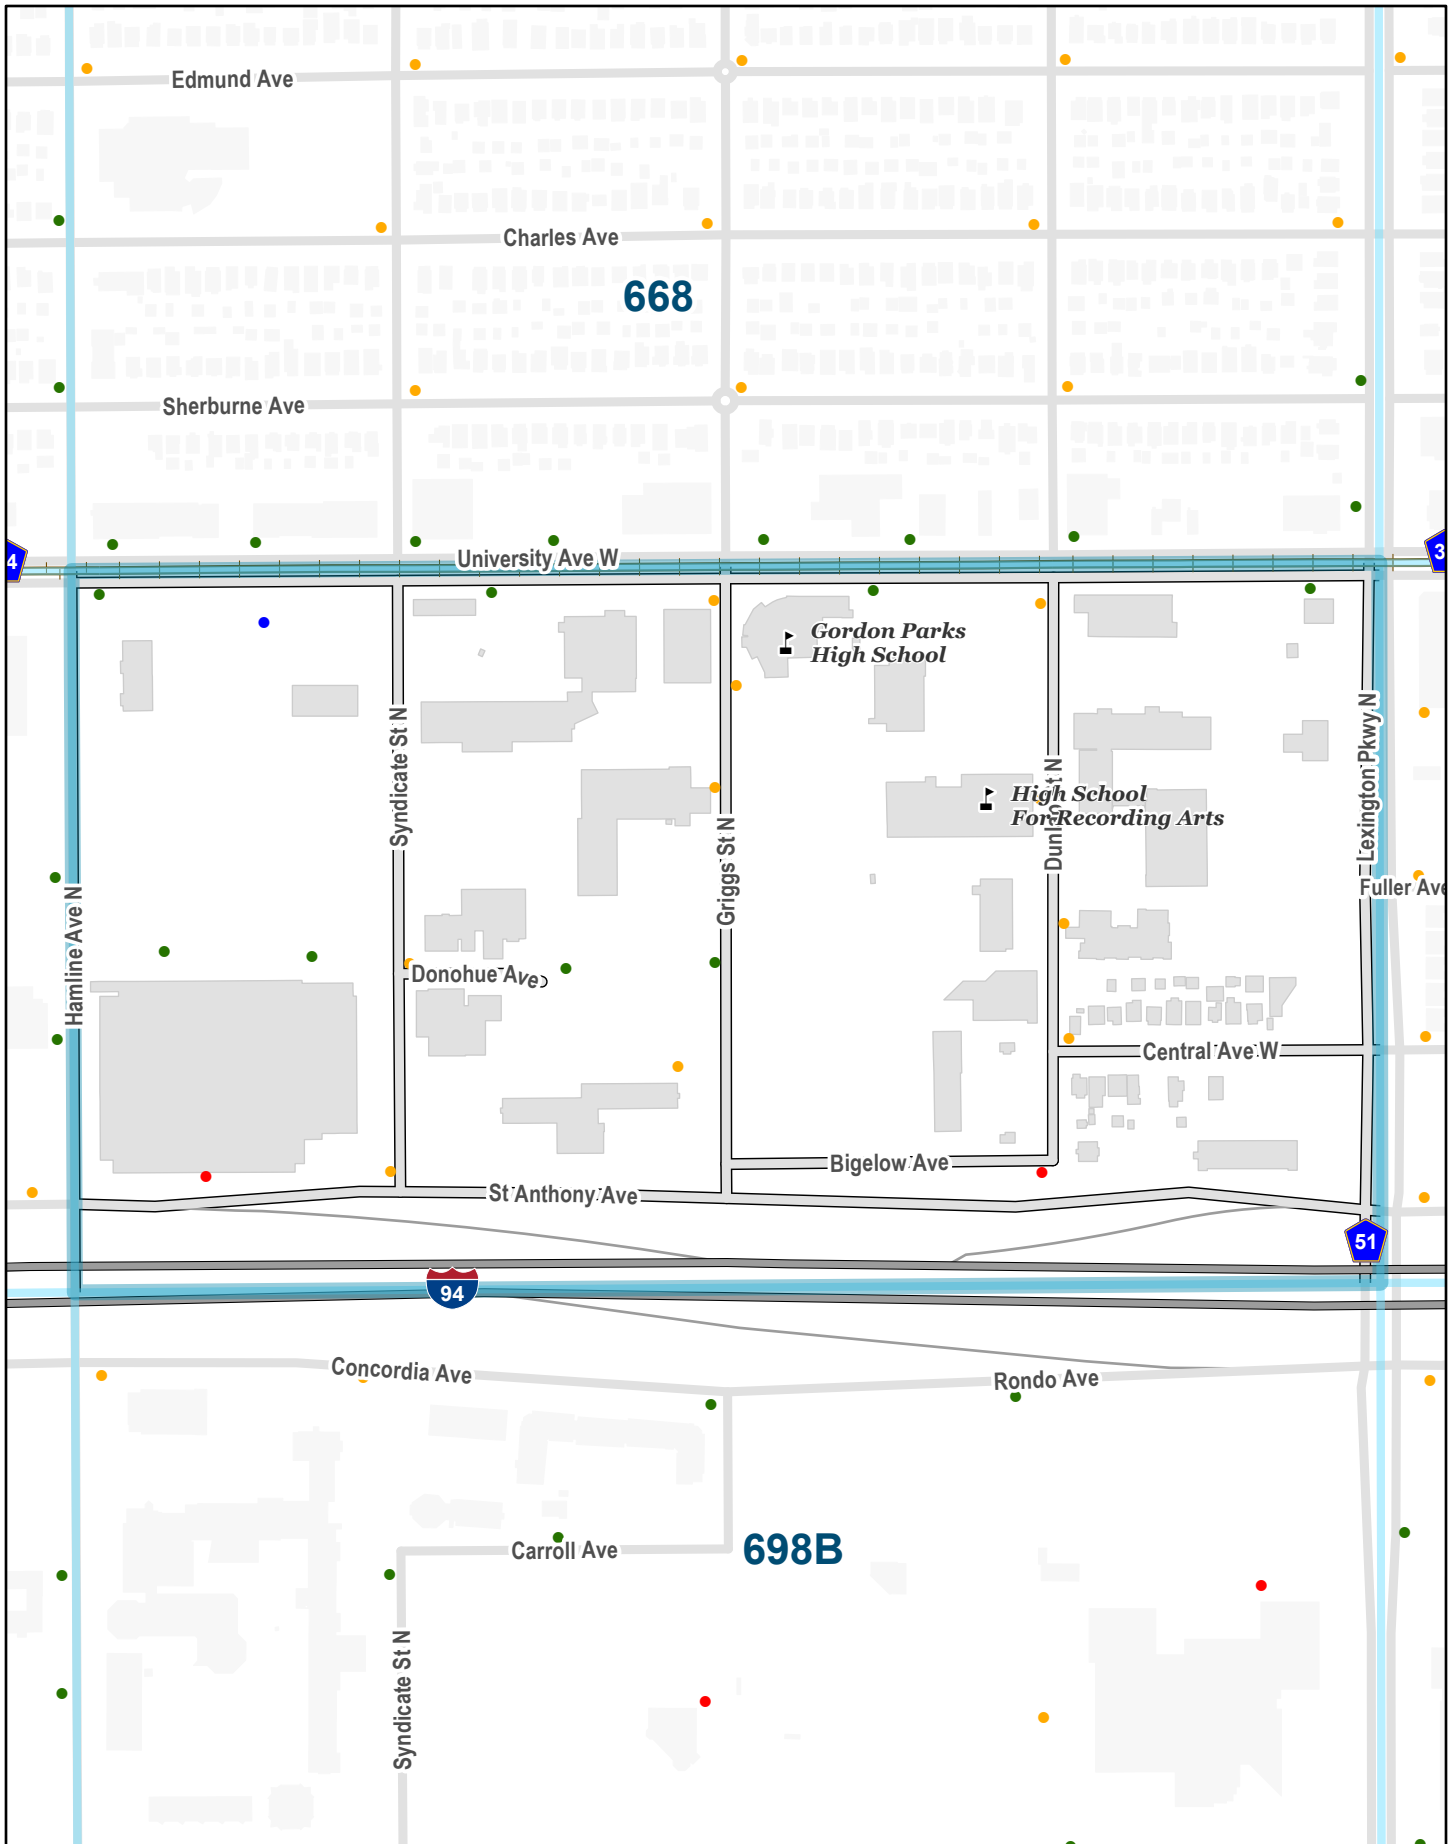 Edmund Ave
Charles Ave
668
Sherburne Ave
University Ave W
4
3
Gordon Parks
High School
Syndicate St N
Lexington Pkwy N
High School
For Recording Arts
Griggs St N
Fuller Ave
Hamline Ave N
Donohue Ave
Central Ave W
Bigelow Ave
St Anthony Ave
51
94
Concordia Ave
Rondo Ave
Carroll Ave
698B
Syndicate St N